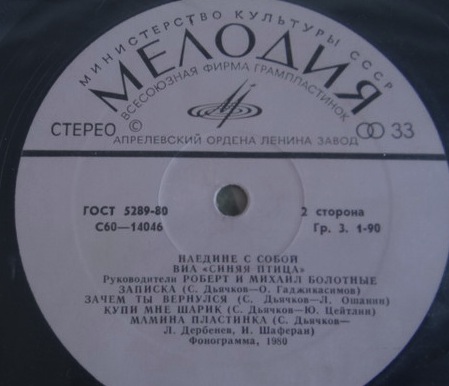 МИНИСТЕРСТВО КУЛЬТУРЫ СССР
МЕЛОДИЯ
ВСЕСОЮЗНАЯ ФИРМА ГРАМПЛАСТИНОК
СТЕРЕО © 33
АПРЕЛЕВСКИЙ ОРДЕНА ЛЕНИНА ЗАВОД
ГОСТ 5289-80 2 сторона
С60—14046 Гр. 3. 1-90
НАЕДИНЕ С СОБОЙ
ВИА «СИНЯЯ ПТИЦА»
Руководители РОБЕРТ И МИХАИЛ БОЛОТНЫЕ
ЗАПИСКА (С. Дьячков—О. Гаджикасимов)
ЗАЧЕМ ТЫ ВЕРНУЛСЯ (С. Дьячков—Л. Ошанин)
КУПИ МНЕ ШАРИК (С. Дьячков—Ю. Цейтлин)
МАМИНА ПЛАСТИНКА (С. Дьячков—
Л. Дербенев, И. Шаферан)
Фонограмма, 1980